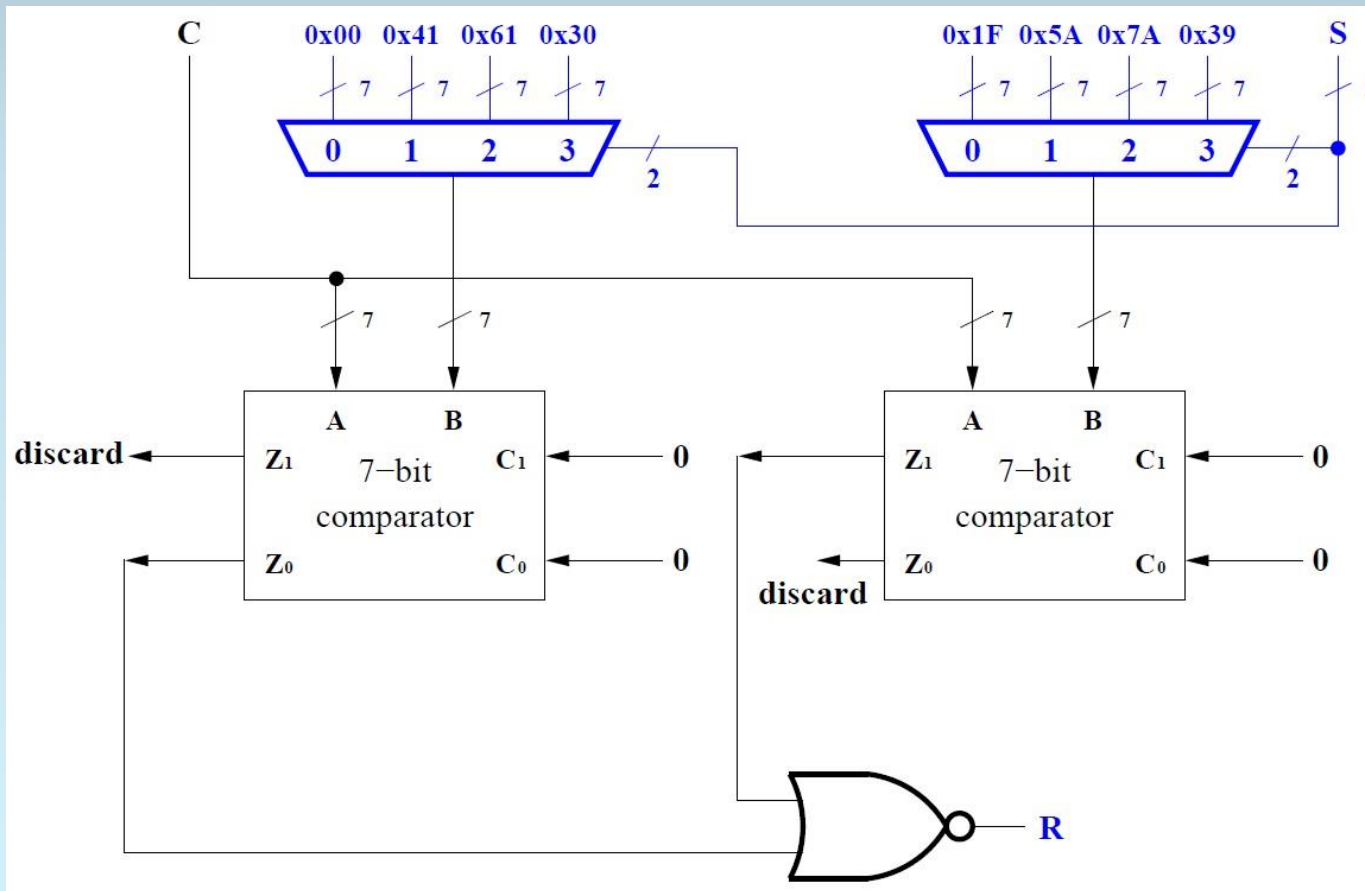 C 0x00 0x41 0x61 0x30 0x1F 0x5A 0x7A 0x39 S
7 7 7 7 7 7 7 7
0 1 2 3 0 1 2 3
2 2
7 7 7 7
A B A B
discard Z1 7−bit C1 0 Z1 7−bit C1 0
comparator comparator
Z0 C0 0 Z0 C0 0
discard
R